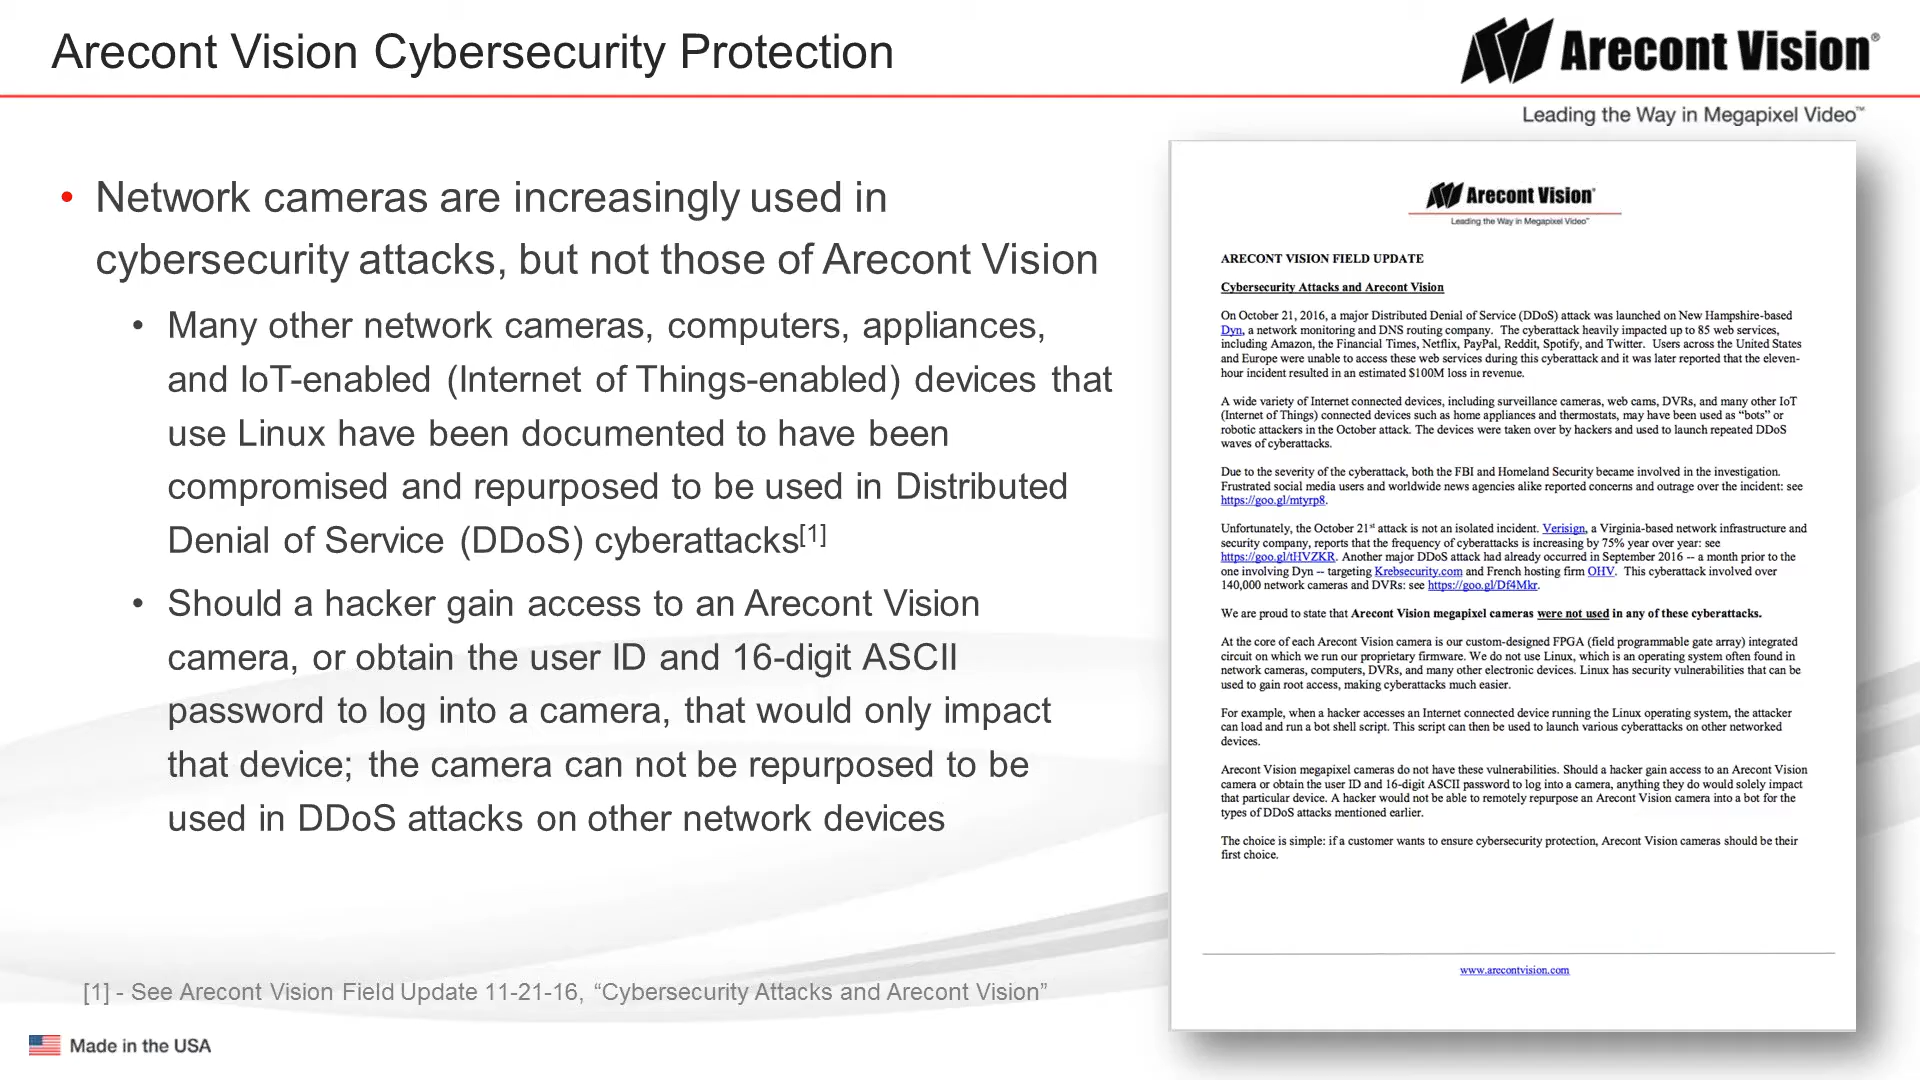 Arecont Vision Cybersecurity Protection
Arecont Vision®
Leading the Way in Megapixel Video™
• Network cameras are increasingly used in
cybersecurity attacks, but not those of Arecont Vision
• Many other network cameras, computers, appliances,
and IoT-enabled (Internet of Things-enabled) devices that
use Linux have been documented to have been
compromised and repurposed to be used in Distributed
Denial of Service (DDoS) cyberattacks[1]
• Should a hacker gain access to an Arecont Vision
camera, or obtain the user ID and 16-digit ASCII
password to log into a camera, that would only impact
that device; the camera can not be repurposed to be
used in DDoS attacks on other network devices
[1] - See Arecont Vision Field Update 11-21-16, “Cybersecurity Attacks and Arecont Vision”
Made in the USA
Arecont Vision®
Leading the Way in Megapixel Video™
ARECONT VISION FIELD UPDATE
Cybersecurity Attacks and Arecont Vision
On October 21, 2016, a major Distributed Denial of Service (DDoS) attack was launched on New Hampshire-based
Dyn, a network monitoring and DNS routing company. The cyberattack heavily impacted up to 85 web services,
including Amazon, the Financial Times, Netflix, PayPal, Reddit, Spotify, and Twitter. Users across the United States
and Europe were unable to access these web services during this cyberattack and it was later reported that the eleven-
hour incident resulted in an estimated $100M loss in revenue.
A wide variety of Internet connected devices, including surveillance cameras, web cams, DVRs, and many other IoT
(Internet of Things) connected devices such as home appliances and thermostats, may have been used as “bots” or
robotic attackers in the October attack. The devices were taken over by hackers and used to launch repeated DDoS
waves of cyberattacks.
Due to the severity of the cyberattack, both the FBI and Homeland Security became involved in the investigation.
Frustrated social media users and worldwide news agencies alike reported concerns and outrage over the incident: see
https://goo.gl/mtyrp8.
Unfortunately, the October 21st attack is not an isolated incident. Verisign, a Virginia-based network infrastructure and
security company, reports that the frequency of cyberattacks is increasing by 75% year over year: see
https://goo.gl/tHVZKR. Another major DDoS attack had already occurred in September 2016 -- a month prior to the
one involving Dyn -- targeting Krebsecurity.com and French hosting firm OHV. This cyberattack involved over
140,000 network cameras and DVRs: see https://goo.gl/Df4Mkr.
We are proud to state that Arecont Vision megapixel cameras were not used in any of these cyberattacks.
At the core of each Arecont Vision camera is our custom-designed FPGA (field programmable gate array) integrated
circuit on which we run our proprietary firmware. We do not use Linux, which is an operating system often found in
network cameras, computers, DVRs, and many other electronic devices. Linux has security vulnerabilities that can be
used to gain root access, making cyberattacks much easier.
For example, when a hacker accesses an Internet connected device running the Linux operating system, the attacker
can load and run a bot shell script. This script can then be used to launch various cyberattacks on other networked
devices.
Arecont Vision megapixel cameras do not have these vulnerabilities. Should a hacker gain access to an Arecont Vision
camera or obtain the user ID and 16-digit ASCII password to log into a camera, anything they do would solely impact
that particular device. A hacker would not be able to remotely repurpose an Arecont Vision camera into a bot for the
types of DDoS attacks mentioned earlier.
The choice is simple: if a customer wants to ensure cybersecurity protection, Arecont Vision cameras should be their
first choice.
www.arecontvision.com